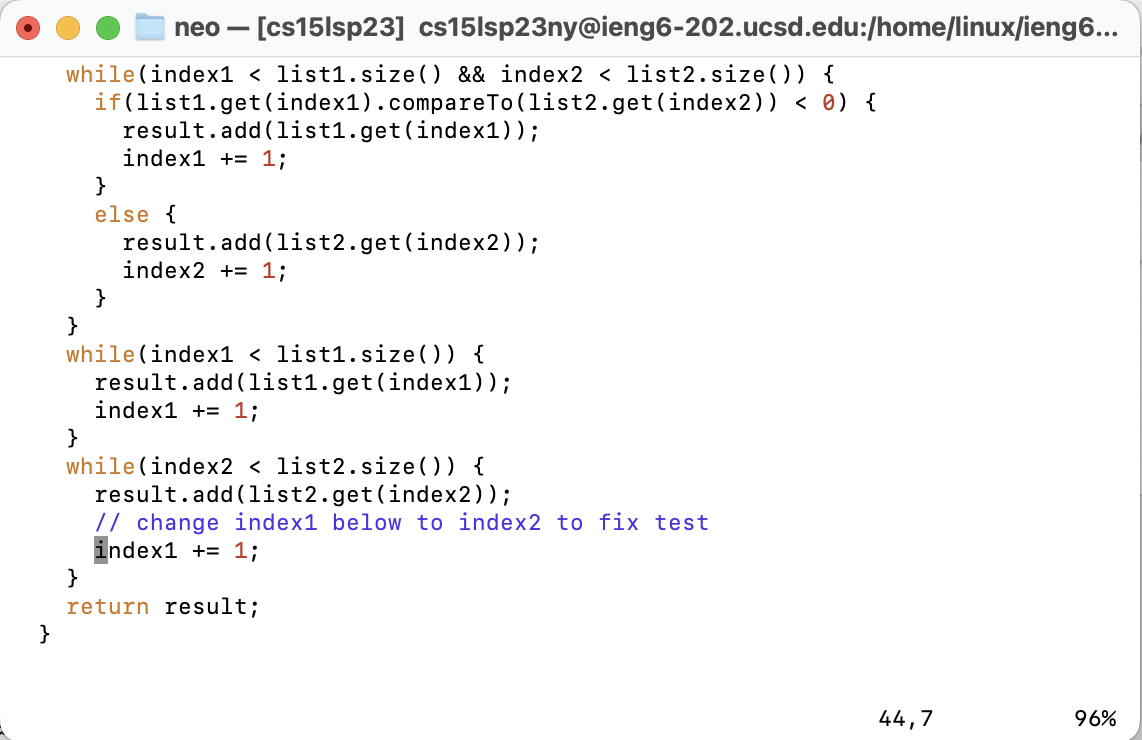 neo — [cs15lsp23] cs15lsp23ny@ieng6-202.ucsd.edu:/home/linux/ieng6...
while(index1 < list1.size() && index2 < list2.size()) {
if(list1.get(index1).compareTo(list2.get(index2)) < 0) {
result.add(list1.get(index1));
index1 += 1;
}
else {
result.add(list2.get(index2));
index2 += 1;
}
}
while(index1 < list1.size()) {
result.add(list1.get(index1));
index1 += 1;
}
while(index2 < list2.size()) {
result.add(list2.get(index2));
// change index1 below to index2 to fix test
index1 += 1;
}
return result;
}
44,7 96%